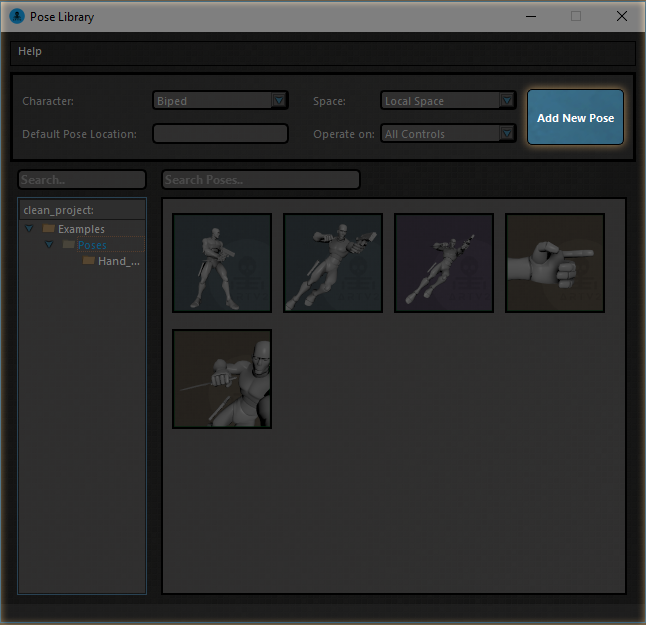 Pose Library
Help
Character:
Biped
Space:
Local Space
Add New Pose
Default Pose Location:
Operate on:
All Controls
Search..
Search Poses..
clean_project:
Examples
Poses
Hand_...